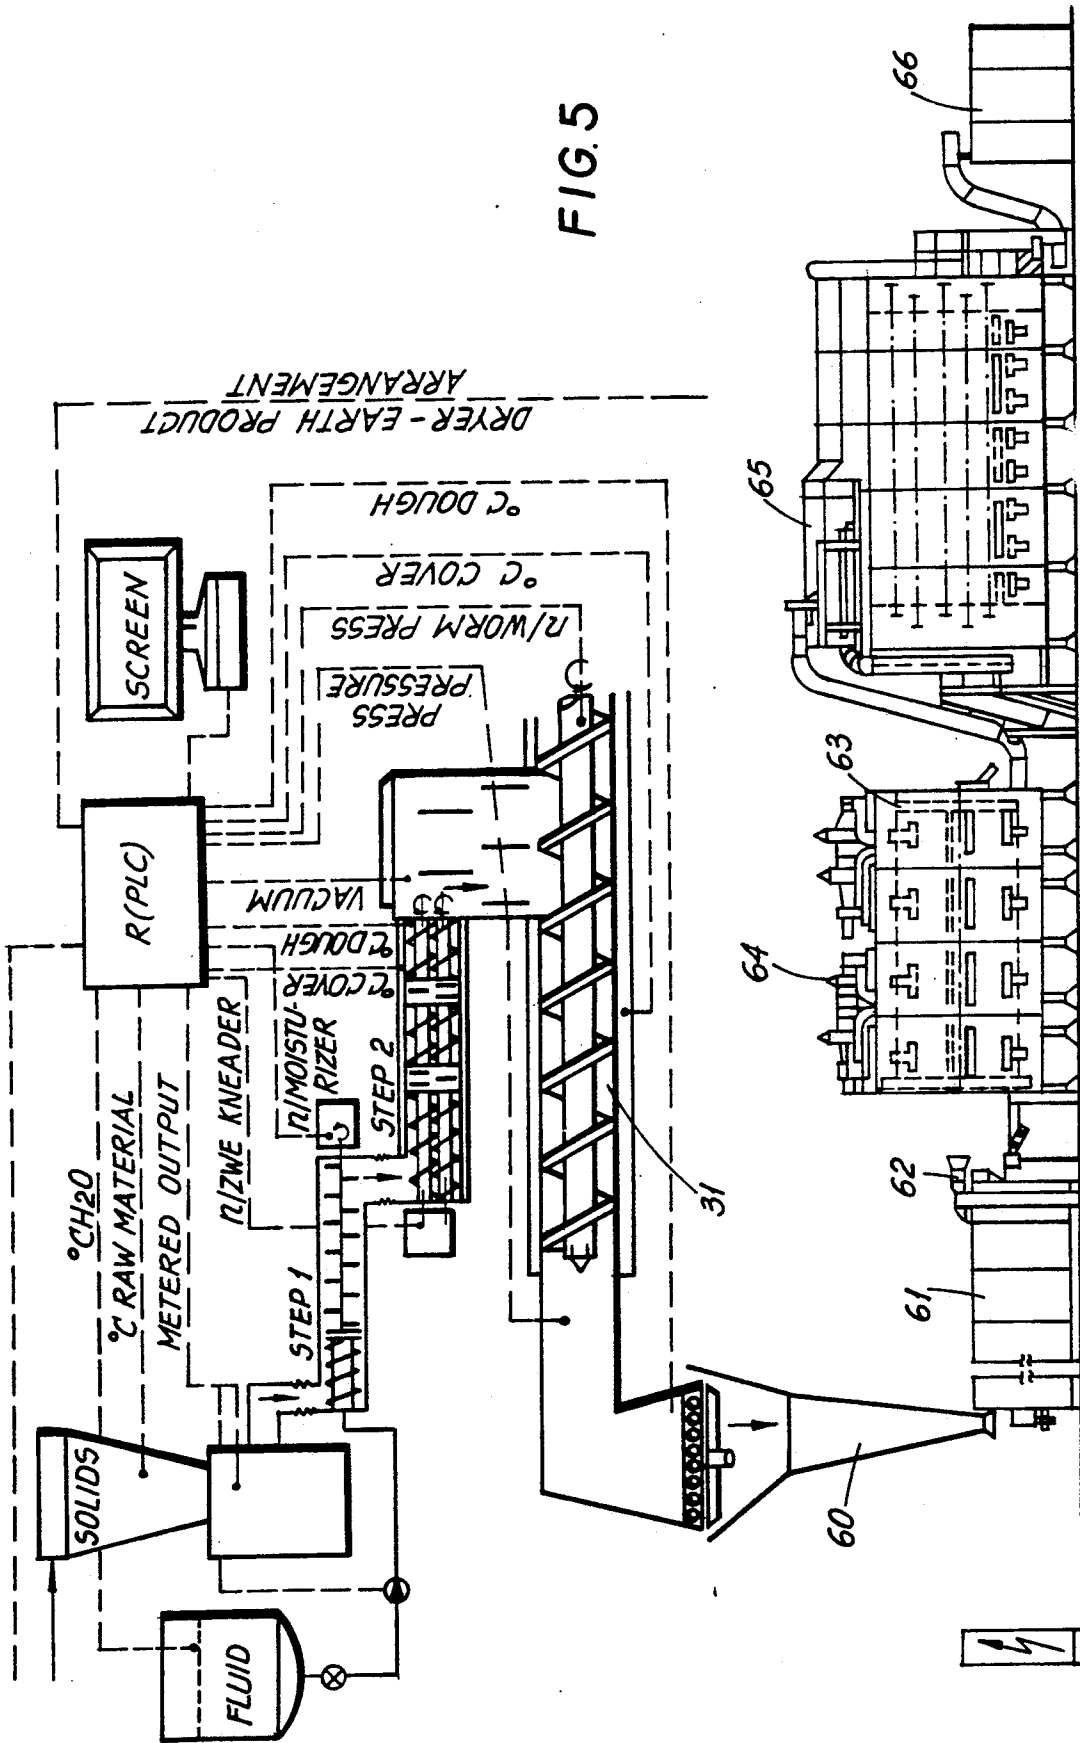 FIG. 5
SOLIDS
FLUID
°CH2O
°C RAW MATERIAL
METERED OUTPUT
n/ZWE KNEADER
n/MOISTU-
RIZER
STEP 1
STEP 2
R(PLC)
SCREEN
°C COVER
°C DOUGH
VACUUM
PRESS
PRESSURE
n/WORM PRESS
°C COVER
°C DOUGH
DRYER-EARTH PRODUCT
ARRANGEMENT
31
60
61
62
63
64
65
66